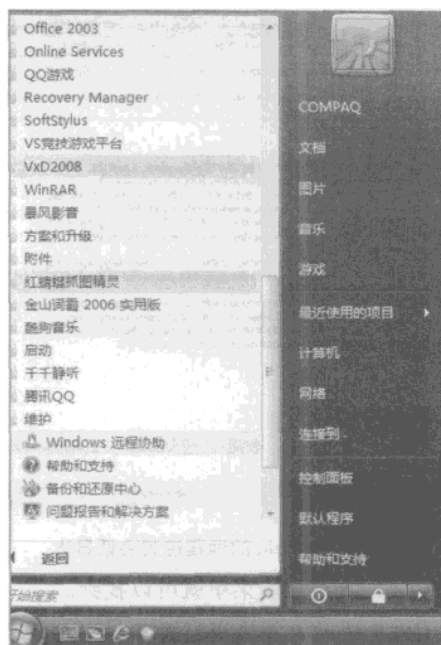 Office 2003
Online Services
QQ游戏
Recovery Manager
SoftStylus
VS竞技游戏平台
VxD2008
WinRAR
暴风影音
方案和升级
附件
红蜻蜓抓图精灵
金山词霸 2006 实用版
酷狗音乐
启动
千千静听
腾讯QQ
维护
Windows 远程协助
帮助和支持
备份和还原中心
问题报告和解决方案
返回
开始搜索
COMPAQ
文档
图片
音乐
游戏
最近使用的项目
计算机
网络
连接到
控制面板
默认程序
帮助和支持